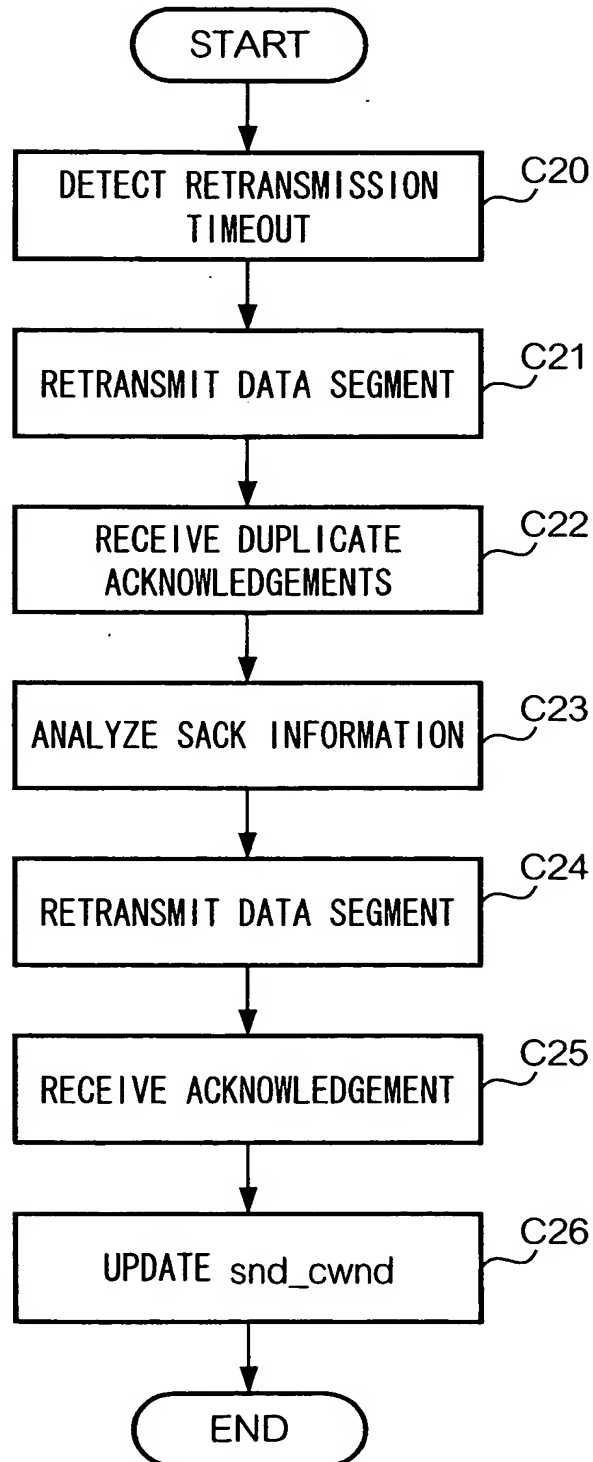 START
C20
DETECT RETRANSMISSION
TIMEOUT
C21
RETRANSMIT DATA SEGMENT
C22
RECEIVE DUPLICATE
ACKNOWLEDGEMENTS
C23
ANALYZE SACK INFORMATION
C24
RETRANSMIT DATA SEGMENT
C25
RECEIVE ACKNOWLEDGEMENT
C26
UPDATE snd_cwnd
END